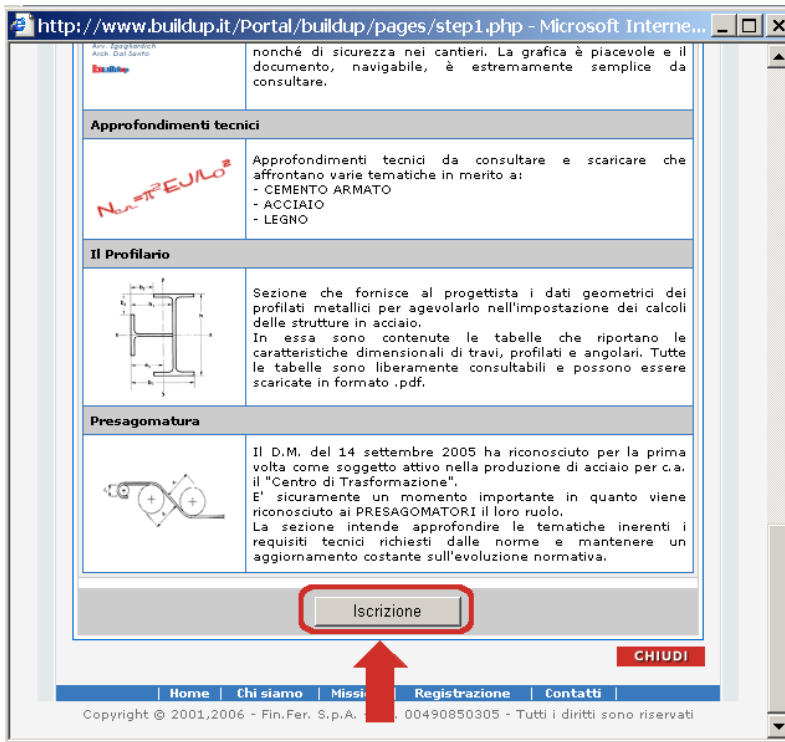 http://www.buildup.it/Portal/buildup/pages/step1.php - Microsoft Interne...
Avv. Igagliardich
Arch. Dal Santo
Buildup
nonché di sicurezza nei cantieri. La grafica è piacevole e il
documento, navigabile, è estremamente semplice da
consultare.
Approfondimenti tecnici
Approfondimenti tecnici da consultare e scaricare che
affrontano varie tematiche in merito a:
- CEMENTO ARMATO
- ACCIAIO
- LEGNO
Il Profilario
Sezione che fornisce al progettista i dati geometrici dei
profilati metallici per agevolarlo nell'impostazione dei calcoli
delle strutture in acciaio.
In essa sono contenute le tabelle che riportano le
caratteristiche dimensionali di travi, profilati e angolari. Tutte
le tabelle sono liberamente consultabili e possono essere
scaricate in formato .pdf.
Presagomatura
Il D.M. del 14 settembre 2005 ha riconosciuto per la prima
volta come soggetto attivo nella produzione di acciaio per c.a.
il "Centro di Trasformazione".
E' sicuramente un momento importante in quanto viene
riconosciuto ai PRESAGOMATORI il loro ruolo.
La sezione intende approfondire le tematiche inerenti i
requisiti tecnici richiesti dalle norme e mantenere un
aggiornamento costante sull'evoluzione normativa.
Iscrizione
CHIUDI
| Home | Chi siamo | Missi | Registrazione | Contatti |
Copyright © 2001,2006 - Fin.Fer. S.p.A. - . 00490850305 - Tutti i diritti sono riservati